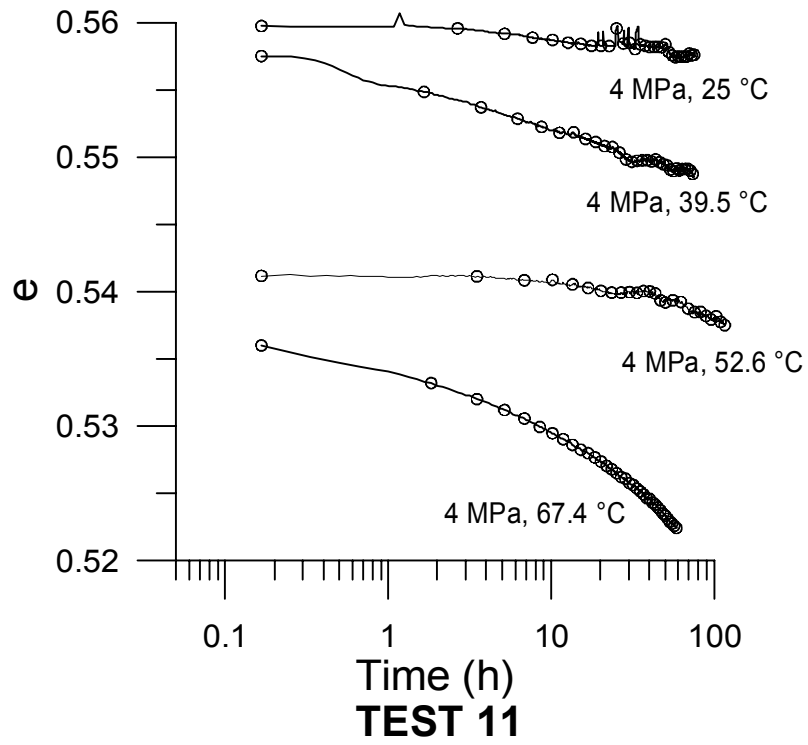 0.56
4 MPa, 25 °C
0.55
4 MPa, 39.5 °C
e
0.54
4 MPa, 52.6 °C
0.53
4 MPa, 67.4 °C
0.52
0.1 1 10 100
Time (h)
TEST 11